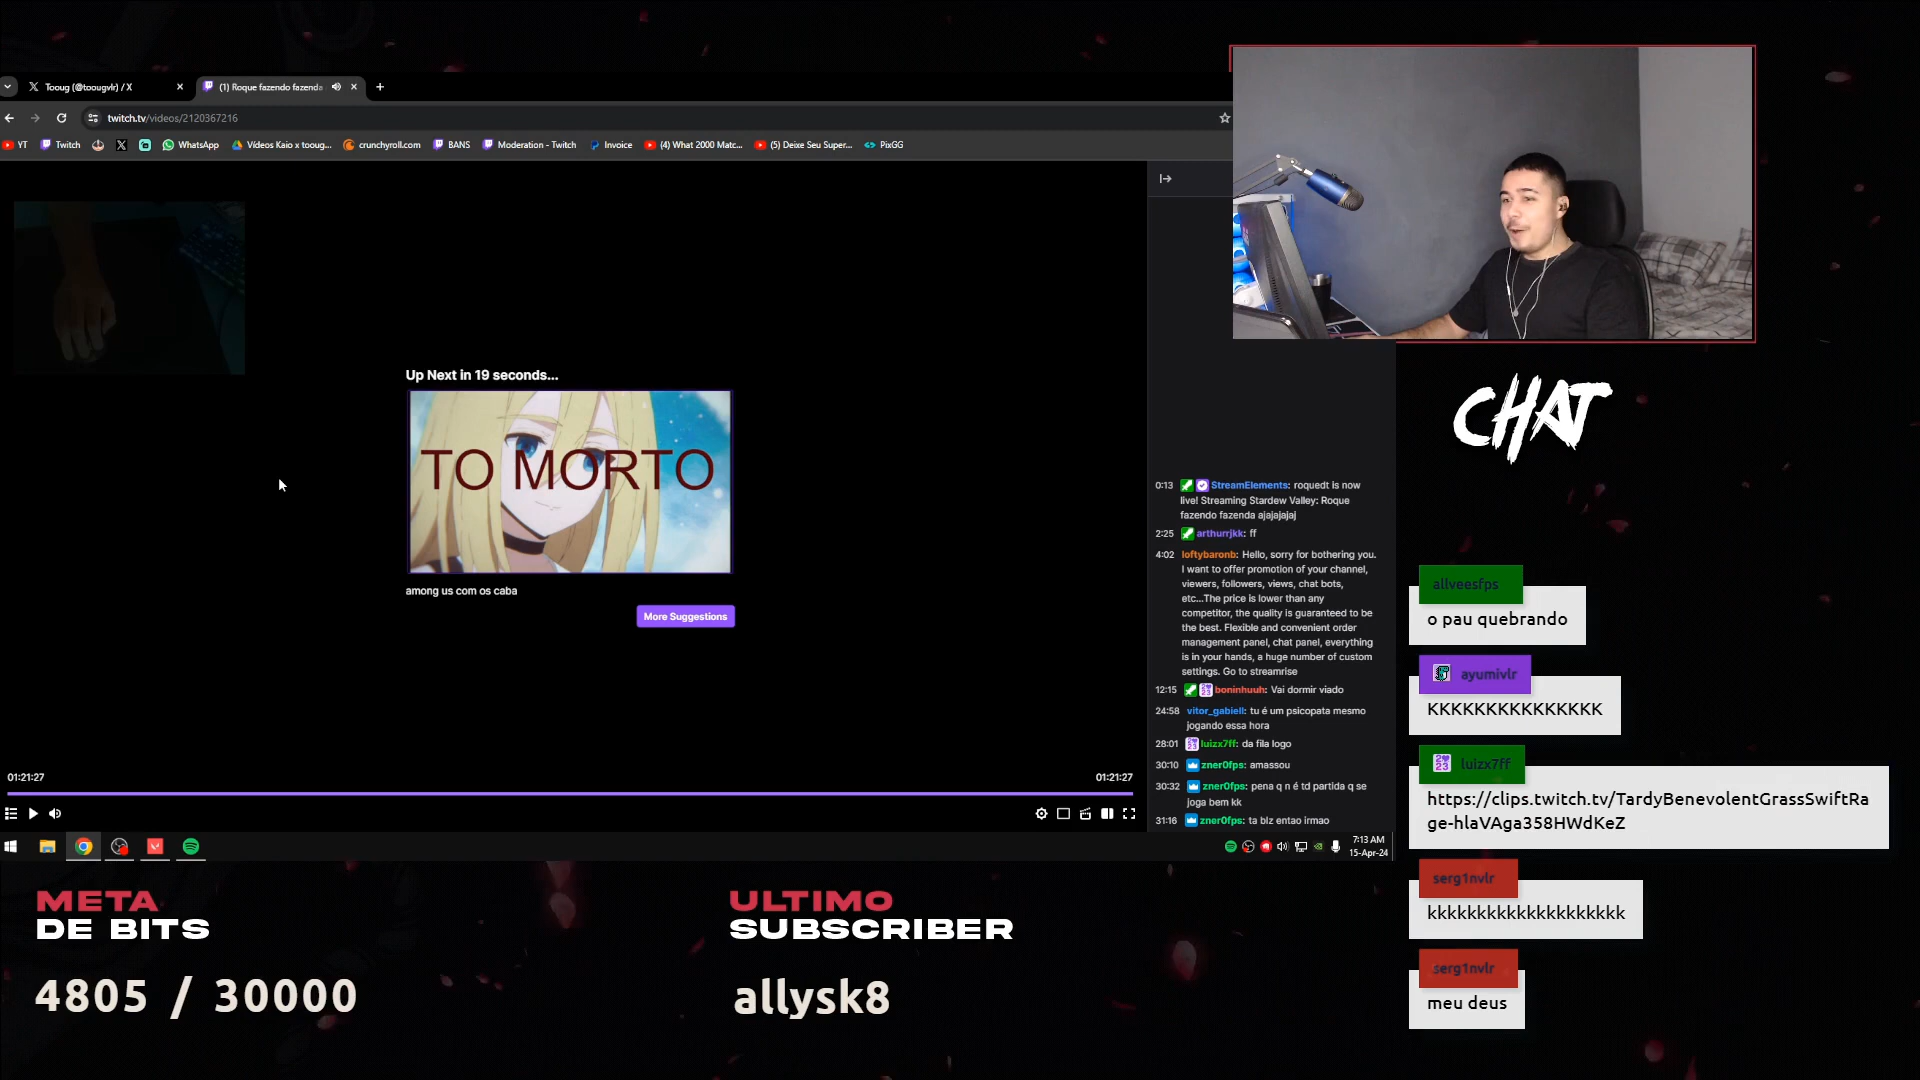 Tooug (@toougvlr) / X
(1) Roque fazendo fazenda
twitch.tv/videos/2120367216
YT
Twitch
WhatsApp
Vídeos Kaio x tooug...
crunchyroll.com
BANS
Moderation - Twitch
Invoice
(4) What 2000 Matc...
(5) Deixe Seu Super...
PixGG
Up Next in 19 seconds...
TO MORTO
among us com os caba
More Suggestions
01:21:27
01:21:27
0:13 StreamElements: roquedt is now
live! Streaming Stardew Valley: Roque
fazendo fazenda ajajajajaj
2:25 arthurrjkk: ff
4:02 loftybaronb: Hello, sorry for bothering you.
I want to offer promotion of your channel,
viewers, followers, views, chat bots,
etc...The price is lower than any
competitor, the quality is guaranteed to be
the best. Flexible and convenient order
management panel, chat panel, everything
is in your hands, a huge number of custom
settings. Go to streamrise
12:15 boninhuuh: Vai dormir viado
24:58 vitor_gabiell: tu é um psicopata mesmo
jogando essa hora
28:01 luizx7ff: da fila logo
30:10 zner0fps: amassou
30:32 zner0fps: pena q n é td partida q se
joga bem kk
31:16 zner0fps: ta blz entao irmao
7:13 AM
15-Apr-24
CHAT
allveesfps
o pau quebrando
ayumivlr
KKKKKKKKKKKKKKK
luizx7ff
https://clips.twitch.tv/TardyBenevolentGrassSwiftRa
ge-hlaVAga358HWdKeZ
serg1nvlr
kkkkkkkkkkkkkkkkkkkk
serg1nvlr
meu deus
META
DE BITS
4805 / 30000
ULTIMO
SUBSCRIBER
allysk8